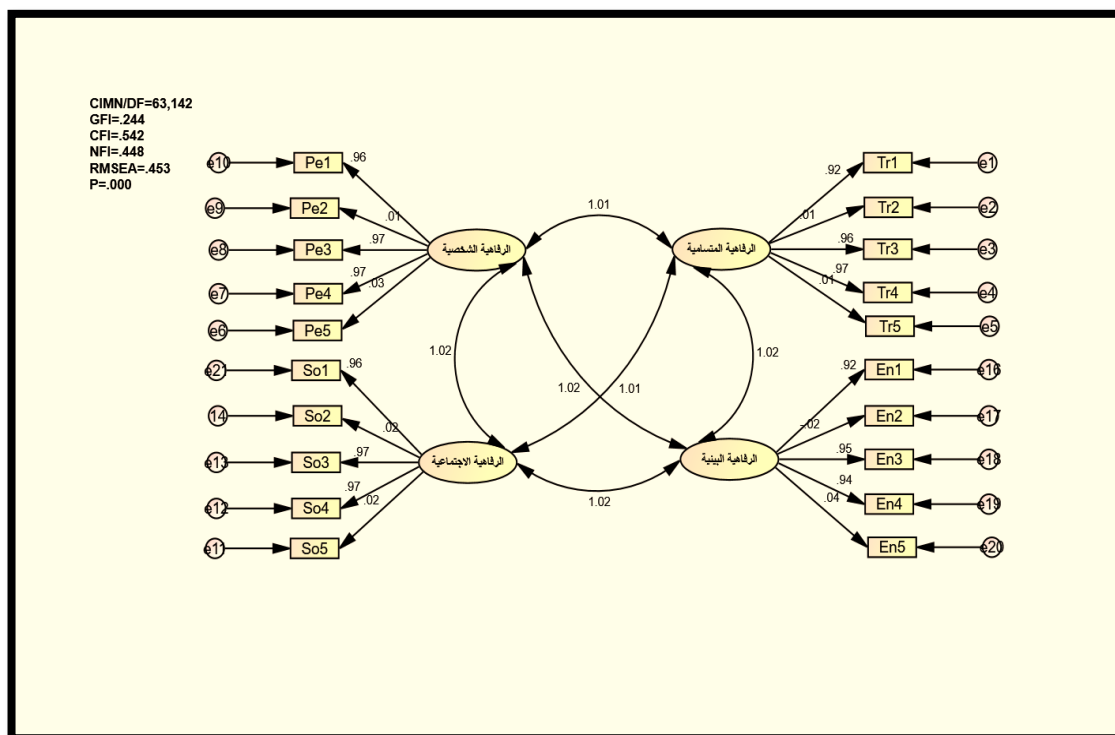 CIMN/DF=63,142
GFI=.244
CFI=.542
NFI=.448
RMSEA=.453
P=.000
e10 Pe1 .96
e9 Pe2 .01
e8 Pe3 .97
e7 Pe4 .97
e6 Pe5 .03
الرفاهية الشخصية
1.01
الرفاهية المتسامية
.92 Tr1 e1
.01 Tr2 e2
.96 Tr3 e3
.97 Tr4 e4
.01 Tr5 e5
1.02
1.02
1.01
1.02
e21 So1 .96
14 So2 .02
e13 So3 .97
e12 So4 .97
e11 So5 .02
الرفاهية الاجتماعية
1.02
الرفاهية البينية
.92 En1 e16
-.02 En2 e17
.95 En3 e18
.94 En4 e19
.04 En5 e20